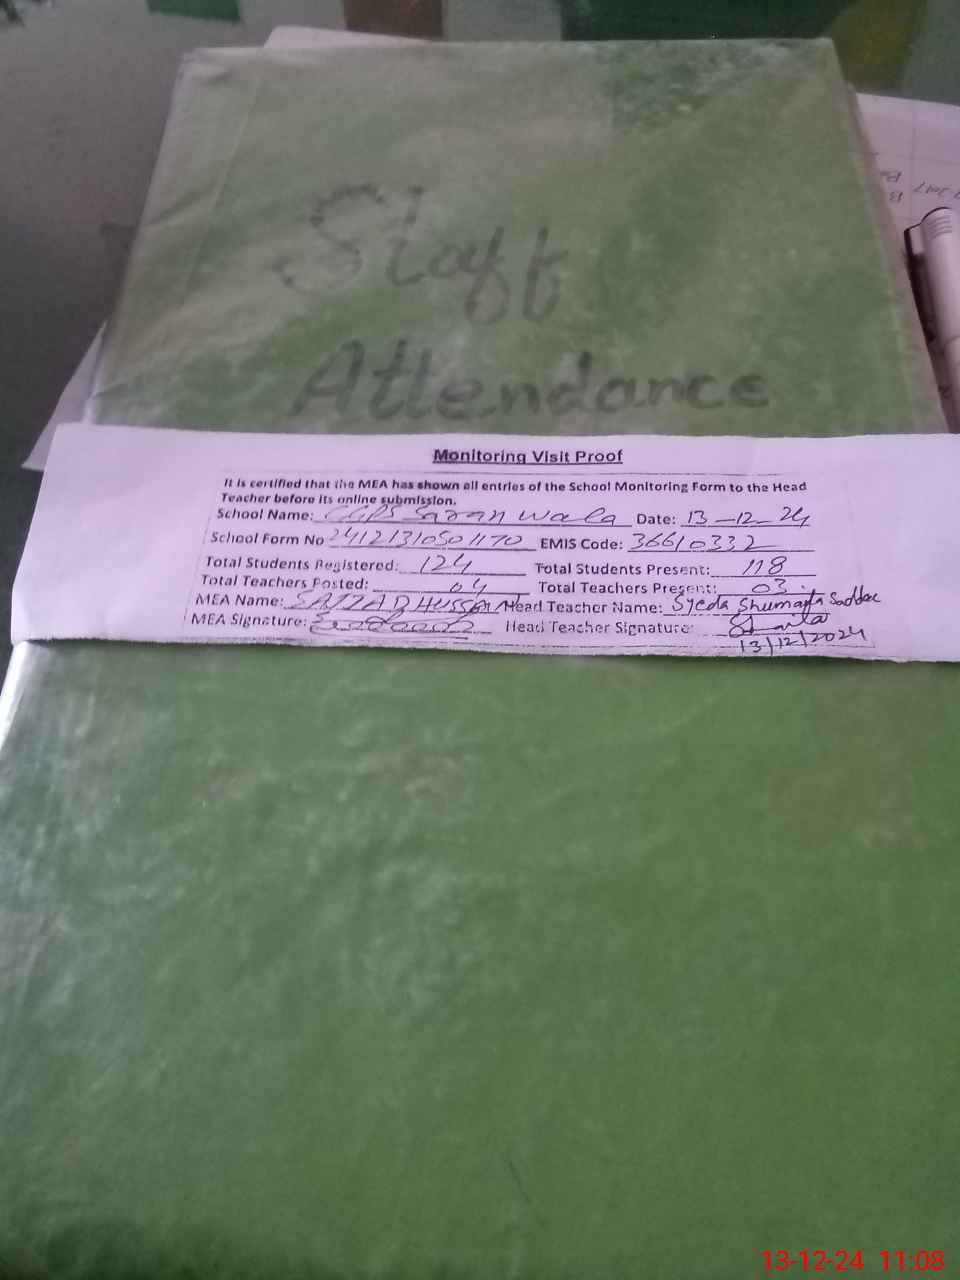 Staff
Attendance
Monitoring Visit Proof
It is certified that the MEA has shown all entries of the School Monitoring Form to the Head
Teacher before its online submission.
School Name: GGPS Saran wala Date: 13-12-24
School Form No 24121310501170 EMIS Code: 36610332
Total Students Registered: 124 Total Students Present: 118
Total Teachers Posted: 04 Total Teachers Present: 03
MEA Name: SAJJAD HUSSAIN Head Teacher Name: Syeda Shumaila
MEA Signature: Head Teacher Signature:
13/12/2024
13-12-24 11:08